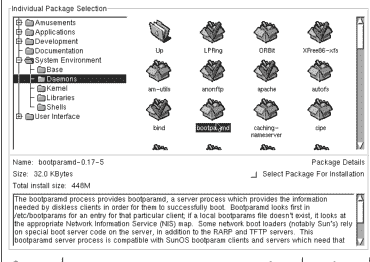 Individual Package Selection
Amusements
Applications
Development
Documentation
System Environment
Base
Daemons
Kernel
Libraries
Shells
User Interface
Up
LPRng
ORBit
XFree86-xfs
am-utils
anonftp
apache
autofs
bind
bootparamd
caching-
nameserver
cipe
Name: bootparamd-0.17-5
Package Details
Size: 32.0 KBytes
Select Package For Installation
Total install size: 448M
The bootparamd process provides bootparamd, a server process which provides the information
needed by diskless clients in order for them to successfully boot. Bootparamd looks first in
/etc/bootparams for an entry for that particular client; if a local bootparams file doesn't exist, it looks at
the appropriate Network Information Service (NIS) map. Some network boot loaders (notably Sun's) rely
on special boot server code on the server, in addition to the RARP and TFTP servers. This
bootparamd server process is compatible with SunOS bootparam clients and servers which need that